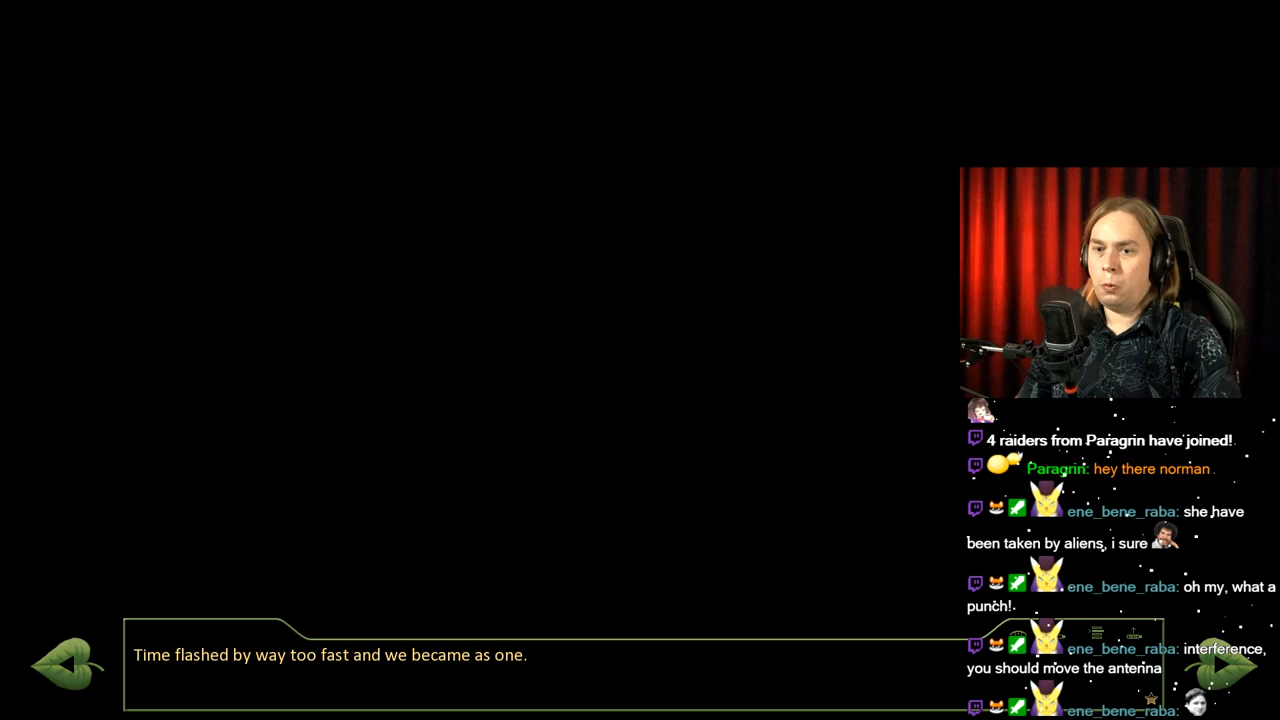 4 raiders from Paragrin have joined!
Paragrin: hey there norman
ene_bene_raba: she have
been taken by aliens, i sure
ene_bene_raba: oh my, what a
punch!
ene_bene_raba: interference,
you should move the antenna
ene_bene_raba:
Time flashed by way too fast and we became as one.